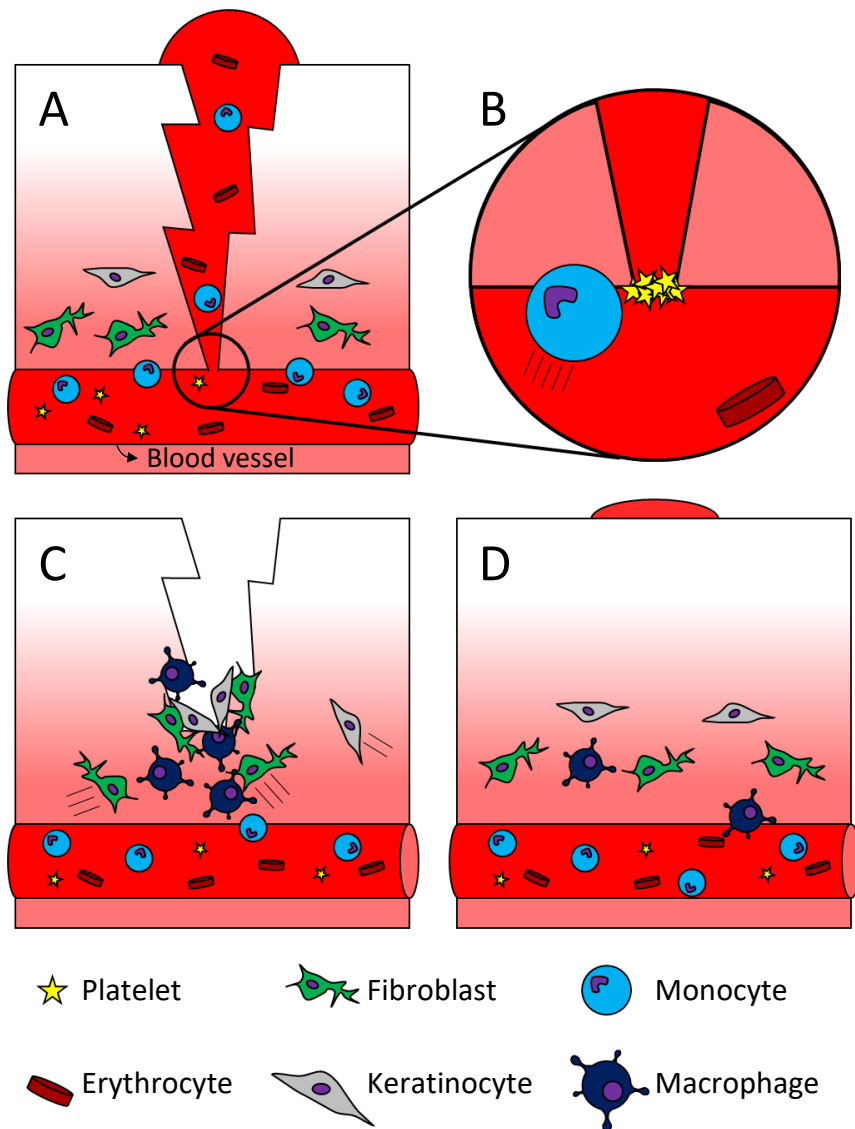 A
B
Blood vessel
C
D
Platelet
Fibroblast
Monocyte
Erythrocyte
Keratinocyte
Macrophage